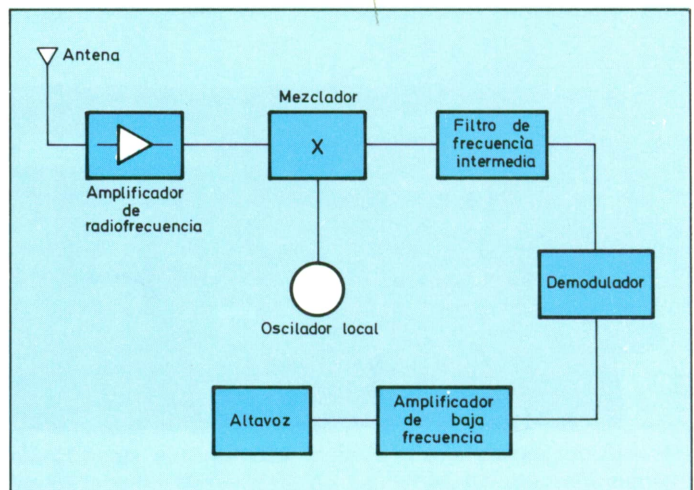 Antena
Mezclador
X
Filtro de
frecuencia
intermedia
Amplificador
de
radiofrecuencia
Oscilador local
Demodulador
Altavoz
Amplificador
de baja
frecuencia